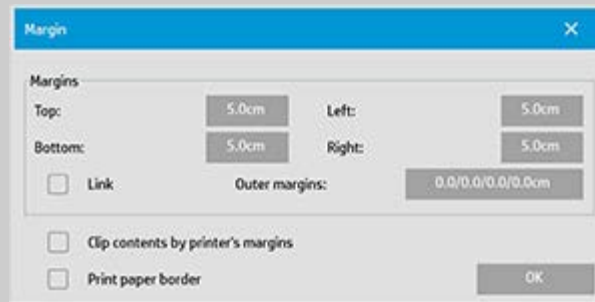 Margin
Margins
Top: 5.0cm Left: 5.0cm
Bottom: 5.0cm Right: 5.0cm
Link Outer margins: 0.0/0.0/0.0/0.0cm
Clip contents by printer's margins
Print paper border OK